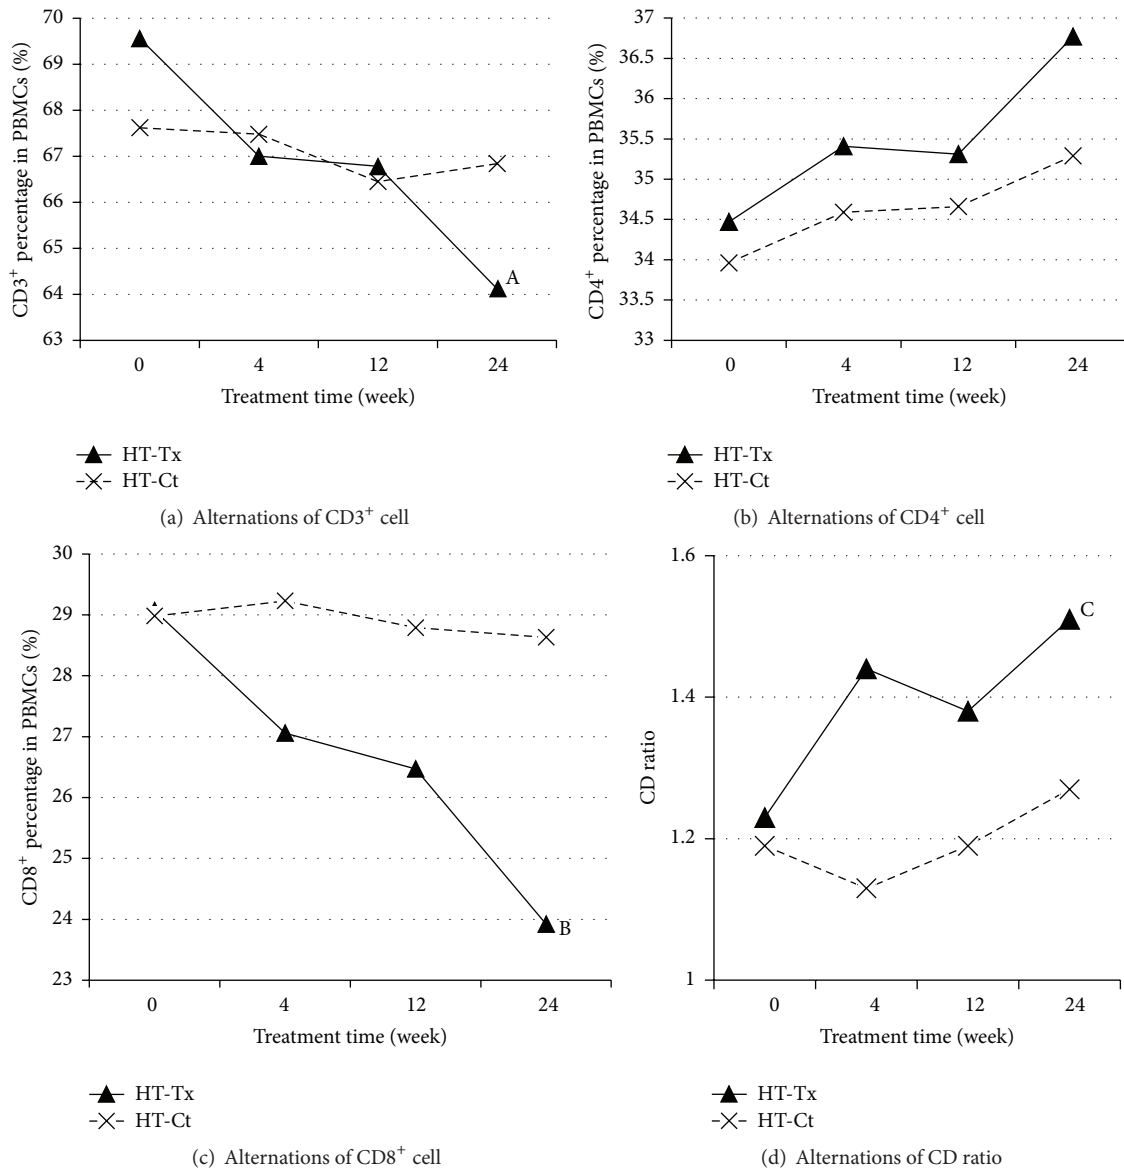 70
69
68
67
66
65
64
63
CD3+ percentage in PBMCs (%)
A
0 4 12 24
Treatment time (week)
HT-Tx
HT-Ct
(a) Alternations of CD3+ cell
37
36.5
36
35.5
35
34.5
34
33.5
33
CD4+ percentage in PBMCs (%)
0 4 12 24
Treatment time (week)
HT-Tx
HT-Ct
(b) Alternations of CD4+ cell
30
29
28
27
26
25
24
23
CD8+ percentage in PBMCs (%)
B
0 4 12 24
Treatment time (week)
HT-Tx
HT-Ct
(c) Alternations of CD8+ cell
1.6
1.4
1.2
1
CD ratio
C
0 4 12 24
Treatment time (week)
HT-Tx
HT-Ct
(d) Alternations of CD ratio